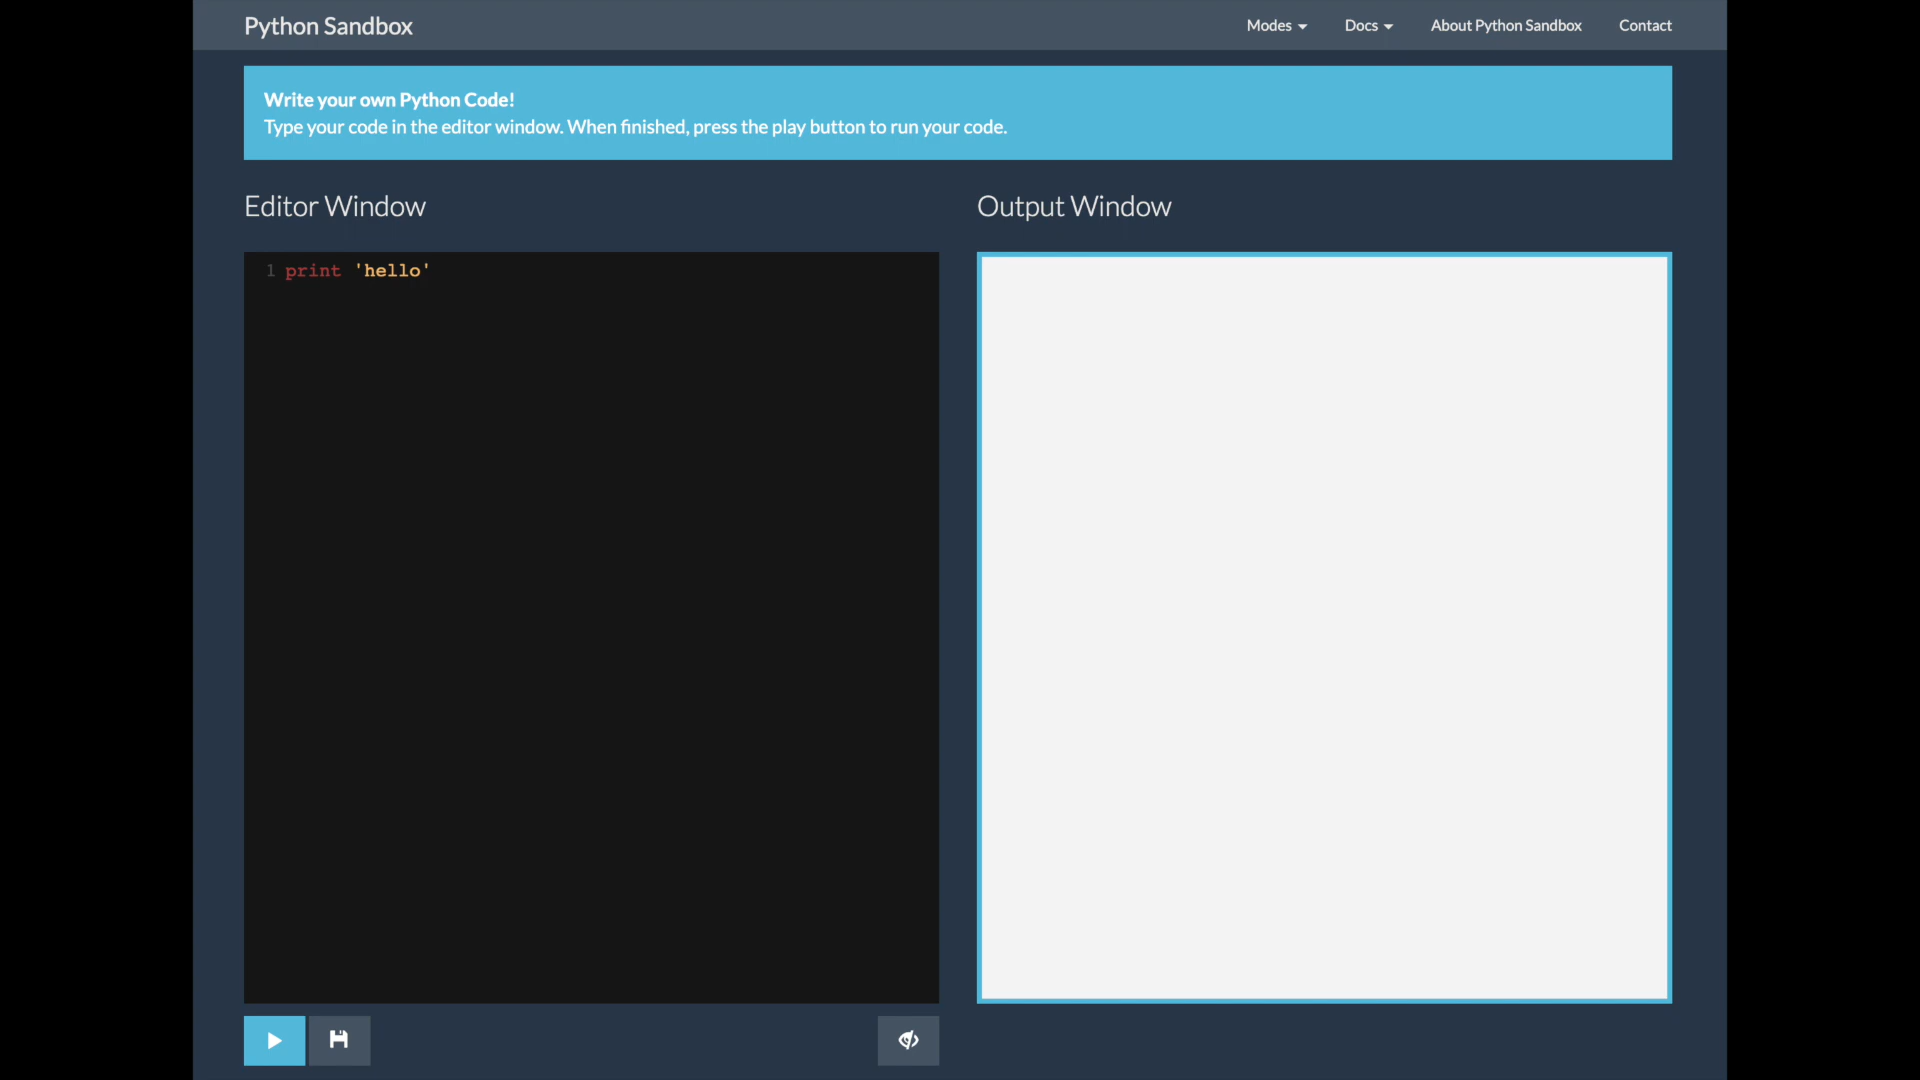 Python Sandbox
Modes
Docs
About Python Sandbox
Contact
Write your own Python Code!
Type your code in the editor window. When finished, press the play button to run your code.
Editor Window
Output Window
1 print 'hello'